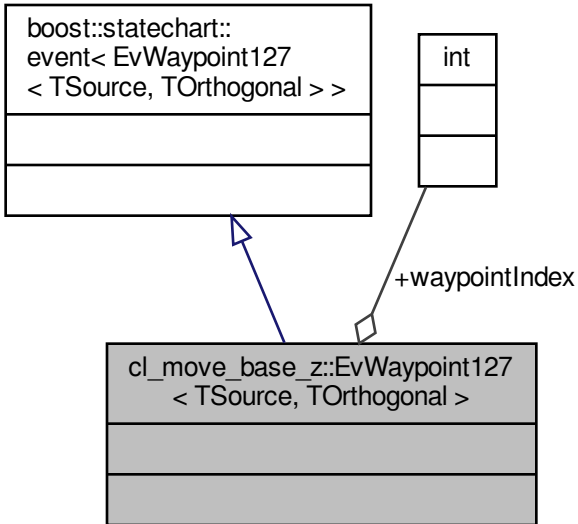 boost::statechart::
event< EvWaypoint127
< TSource, TOrthogonal > >
int
+waypointIndex
cl_move_base_z::EvWaypoint127
< TSource, TOrthogonal >